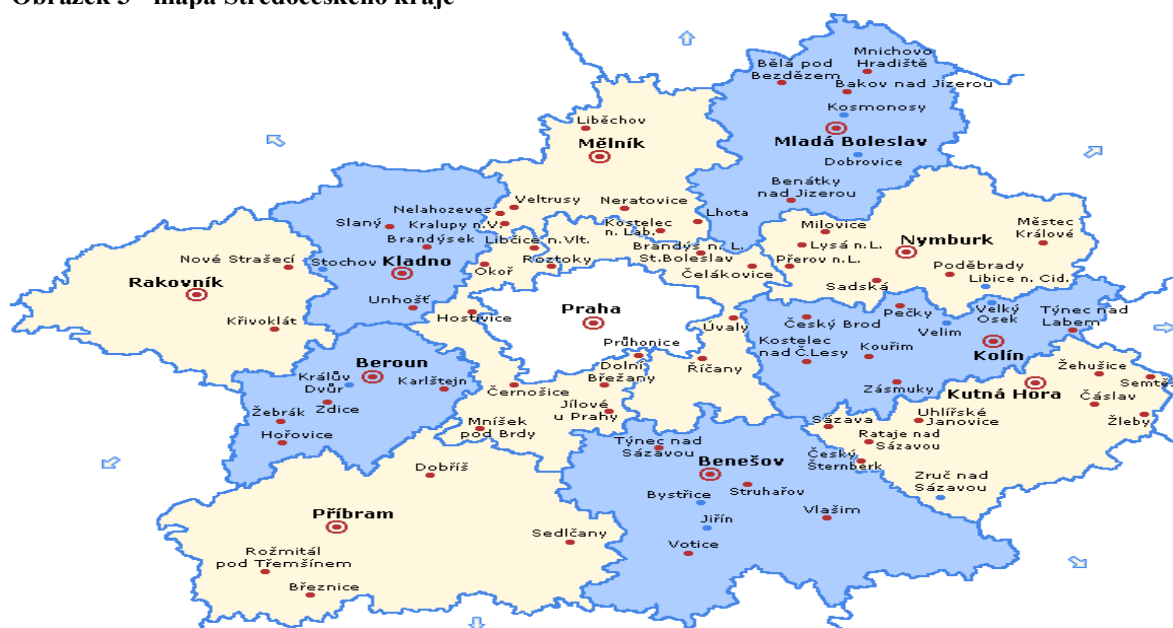 Obrázek 3 - mapa Středočeského kraje
Mnichovo
Hradiště
Bělá pod
Bezdězem
Bakov nad Jizerou
Kosmonosy
Mladá Boleslav
Dobrovice
Benátky
nad Jizerou
Liběchov
Mělník
Veltrusy
Nelahozeves
Neratovice
Kralupy n.V.
Kostelec
n. Lab.
Lhota
Libčice n. Vlt.
Brandýs n. L.
St.Boleslav
Roztoky
Okoř
Čelákovice
Slaný
Brandýsek
Stochov
Kladno
Unhošť
Hostivice
Nové Strašecí
Rakovník
Křivoklát
Milovice
Lysá n.L.
Přerov n.L.
Nymburk
Městec
Králové
Poděbrady
Sadská
Libice n. Cid.
Praha
Průhonice
Úvaly
Říčany
Dolní
Břežany
Jílové
u Prahy
Černošice
Mníšek
pod Brdy
Český Brod
Pečky
Velim
Velký
Osek
Týnec nad
Labem
Kostelec
nad Č.Lesy
Kouřim
Kolín
Zásmuky
Beroun
Králův
Dvůr
Karlštejn
Zdice
Žebrák
Hořovice
Žehušice
Kutná Hora
Čáslav
Žleby
Uhlířské
Janovice
Sázava
Rataje nad
Sázavou
Český
Šternberk
Zruč nad
Sázavou
Týnec nad
Sázavou
Benešov
Bystřice
Struhařov
Jiřín
Vlašim
Votice
Dobříš
Příbram
Sedlčany
Rožmitál
pod Třemšínem
Březnice